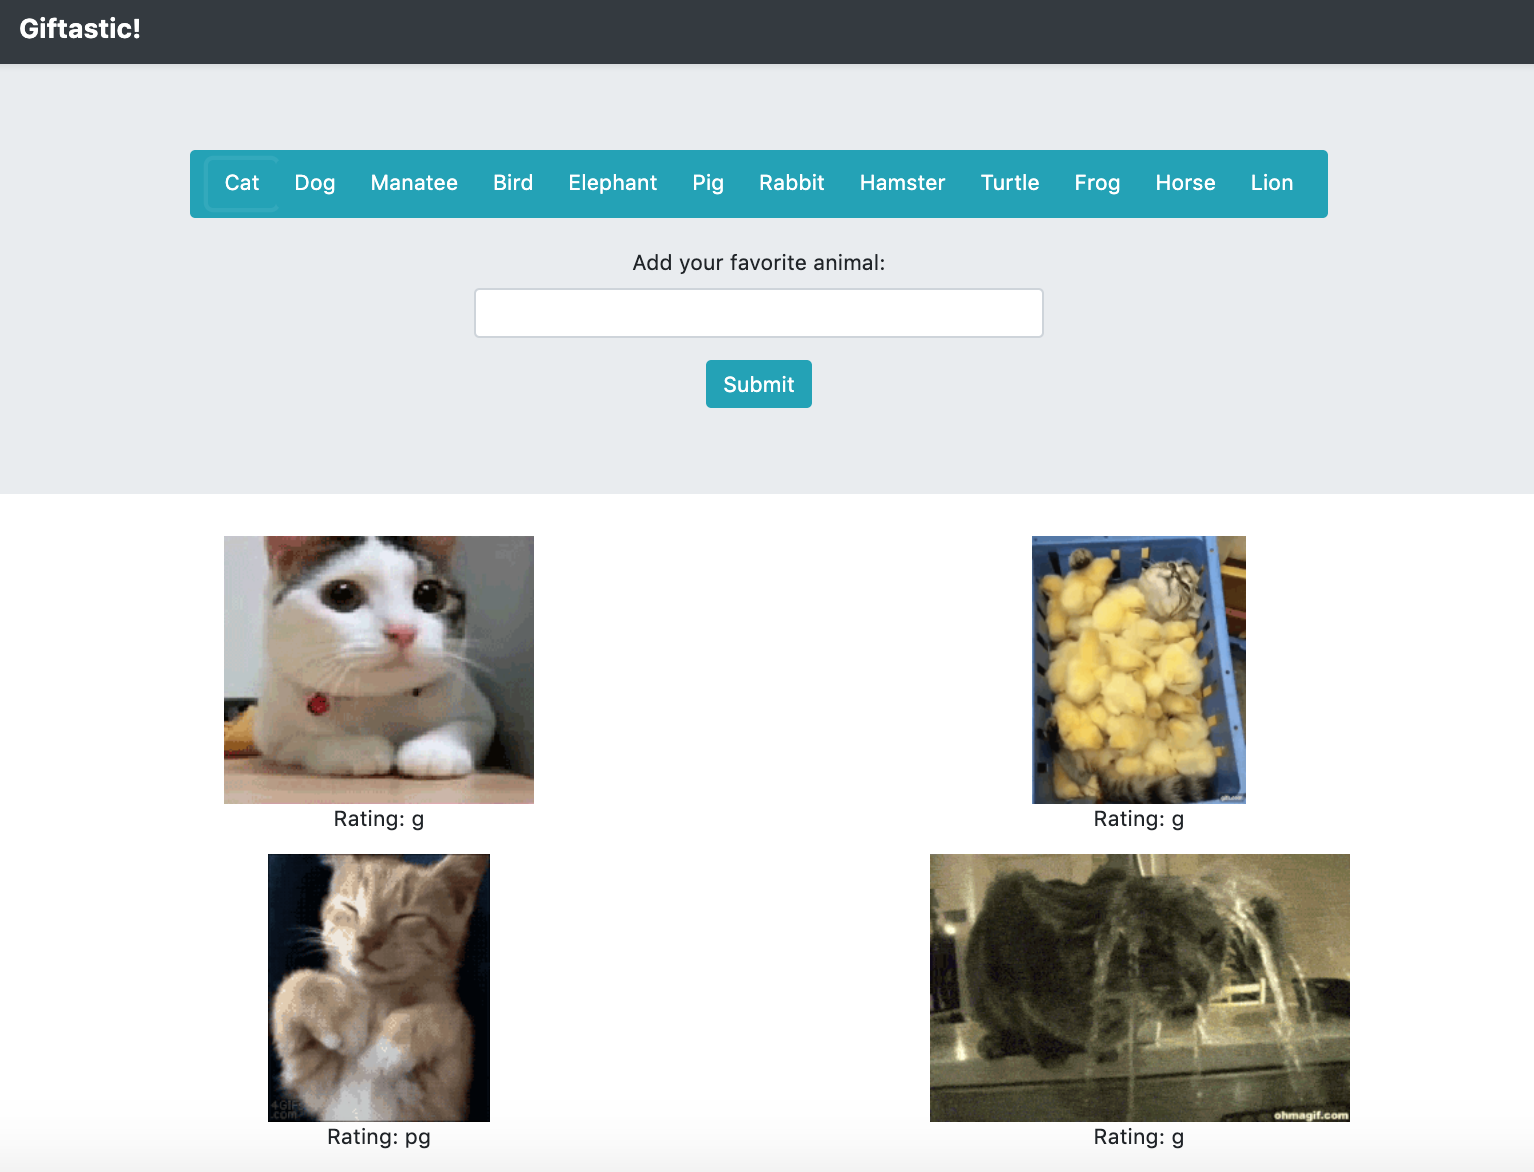 Giftastic!
Cat Dog Manatee Bird Elephant Pig Rabbit Hamster Turtle Frog Horse Lion
Add your favorite animal:
Submit
Rating: g
Rating: g
4GIF
.com
ohmagif.com
Rating: pg
Rating: g